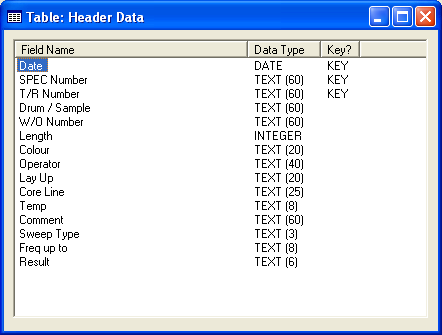 Table: Header Data
Field Name Data Type Key?
Date DATE KEY
SPEC Number TEXT (60) KEY
T/R Number TEXT (60) KEY
Drum / Sample TEXT (60)
W/O Number TEXT (60)
Length INTEGER
Colour TEXT (20)
Operator TEXT (40)
Lay Up TEXT (20)
Core Line TEXT (25)
Temp TEXT (8)
Comment TEXT (60)
Sweep Type TEXT (3)
Freq up to TEXT (8)
Result TEXT (6)